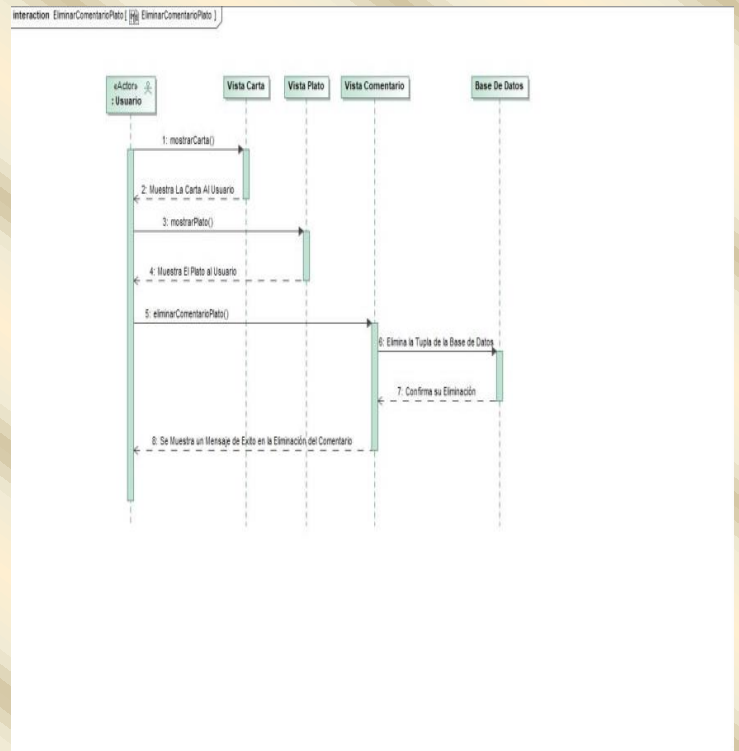 interaction EliminarComentarioPlato [ EliminarComentarioPlato ]
«Actor»
: Usuario
Vista Carta
Vista Plato
Vista Comentario
Base De Datos
1: mostrarCarta()
2: Muestra La Carta Al Usuario
3: mostrarPlato()
4: Muestra El Plato al Usuario
5: eliminarComentarioPlato()
6: Elimina la Tupla de la Base de Datos
7: Confirma su Eliminación
8: Se Muestra un Mensaje de Exito en la Eliminación del Comentario